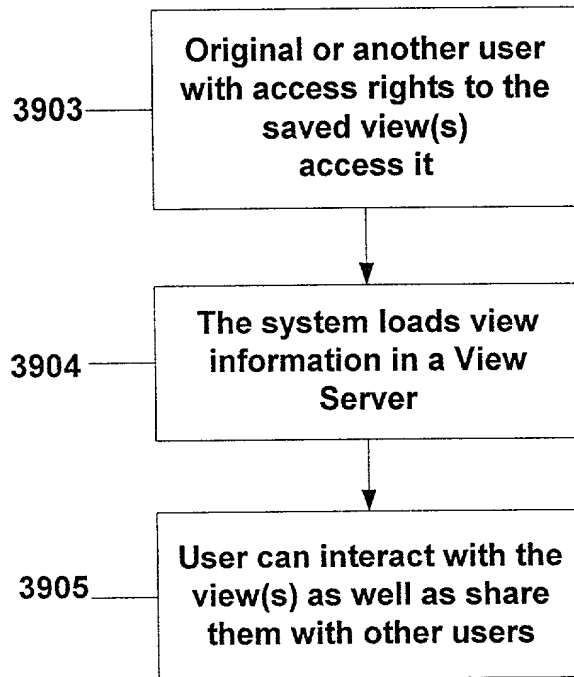 Original or another user
with access rights to the
saved view(s)
access it
3903
The system loads view
information in a View
Server
3904
User can interact with the
view(s) as well as share
them with other users
3905